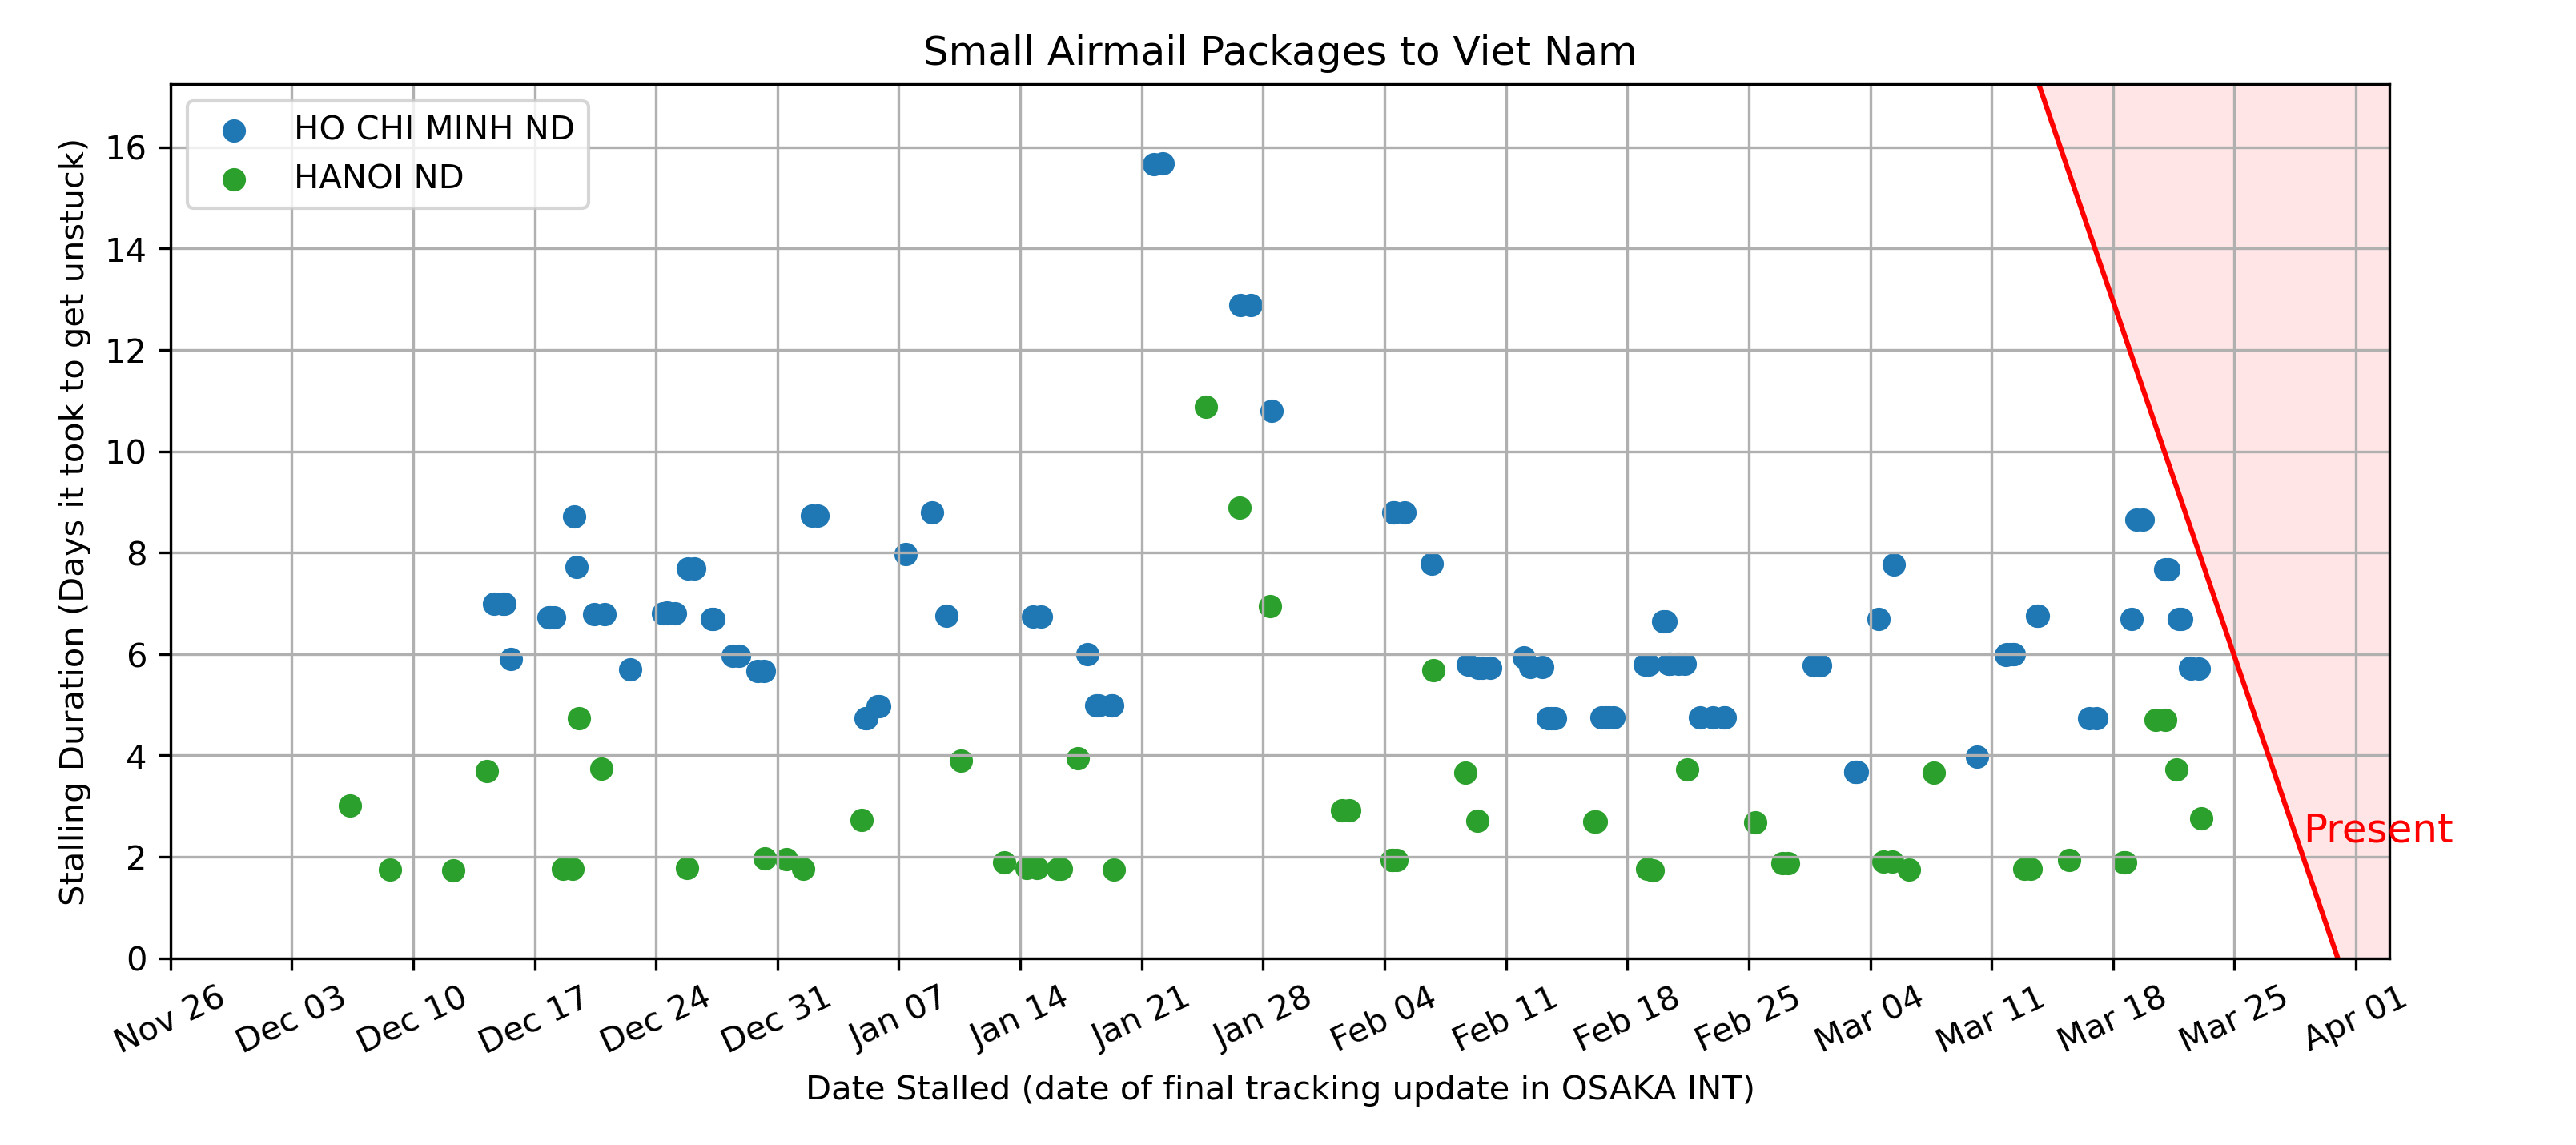 Small Airmail Packages to Viet Nam
HO CHI MINH ND
HANOI ND
Stalling Duration (Days it took to get unstuck)
16
14
12
10
8
6
4
2
0
Present
Nov 26
Dec 03
Dec 10
Dec 17
Dec 24
Dec 31
Jan 07
Jan 14
Jan 21
Jan 28
Feb 04
Feb 11
Feb 18
Feb 25
Mar 04
Mar 11
Mar 18
Mar 25
Apr 01
Date Stalled (date of final tracking update in OSAKA INT)